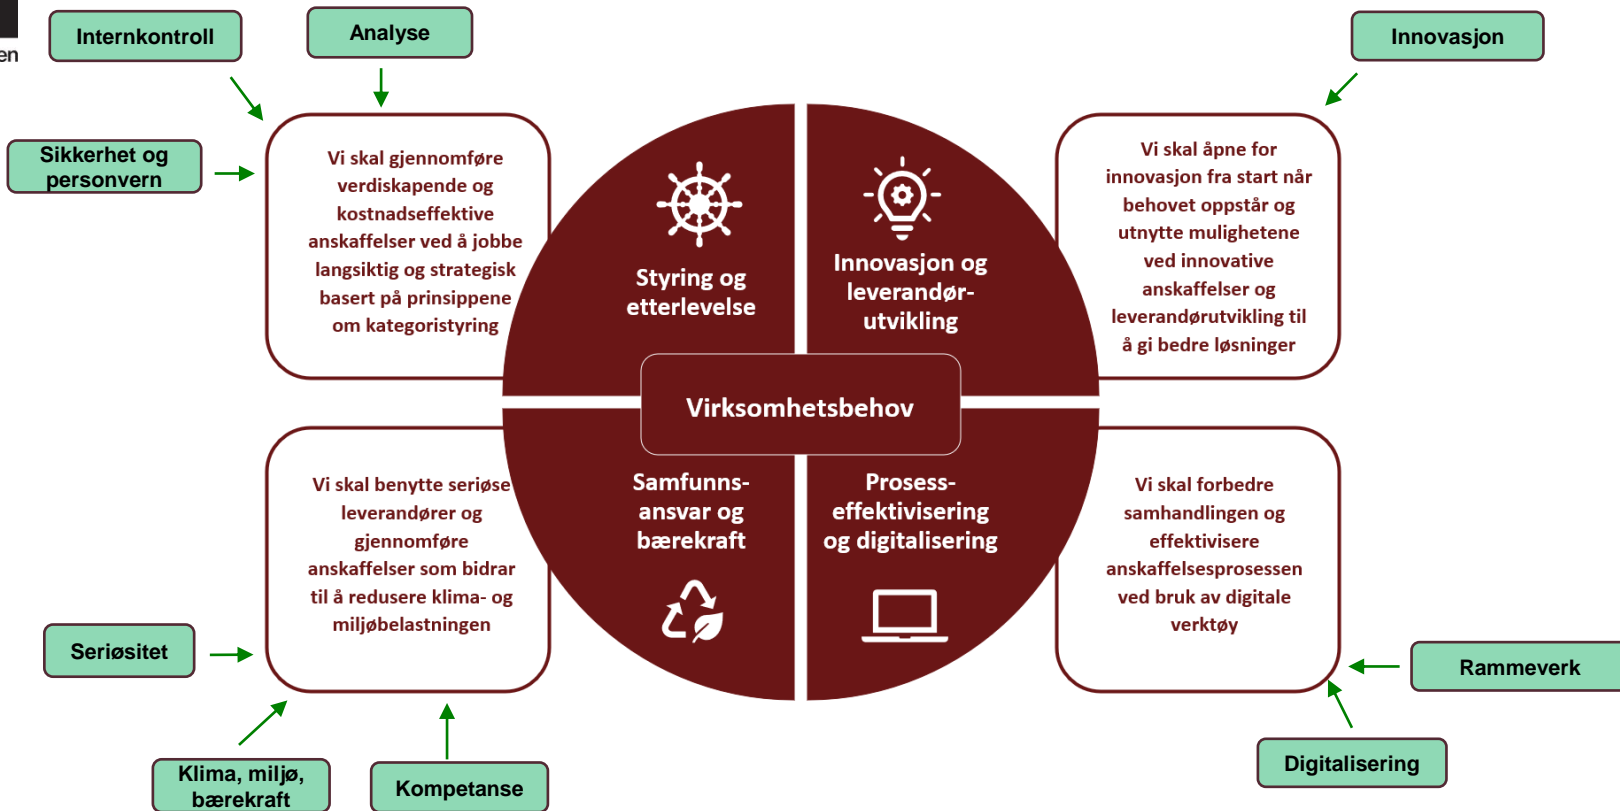 en
Internkontroll
Analyse
Innovasjon
Sikkerhet og
personvern
Vi skal gjennomføre
verdiskapende og
kostnadseffektive
anskaffelser ved å jobbe
langsiktig og strategisk
basert på prinsippene
om kategoristyring
Styring og
etterlevelse
Innovasjon og
leverandør-
utvikling
Vi skal åpne for
innovasjon fra start når
behovet oppstår og
utnytte mulighetene
ved innovative
anskaffelser og
leverandørutvikling til
å gi bedre løsninger
Virksomhetsbehov
Vi skal benytte seriøse
leverandører og
gjennomføre
anskaffelser som bidrar
til å redusere klima- og
miljøbelastningen
Samfunns-
ansvar og
bærekraft
Prosess-
effektivisering
og digitalisering
Vi skal forbedre
samhandlingen og
effektivisere
anskaffelsesprosessen
ved bruk av digitale
verktøy
Seriøsitet
Rammeverk
Klima, miljø,
bærekraft
Kompetanse
Digitalisering